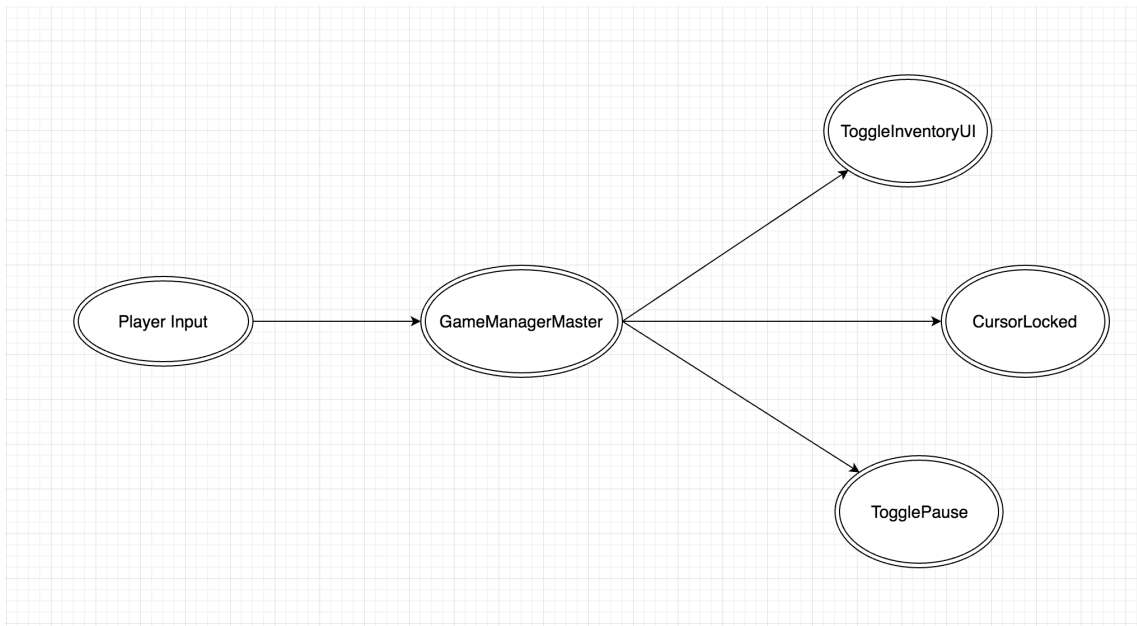 ToggleInventoryUI
Player Input
GameManagerMaster
CursorLocked
TogglePause